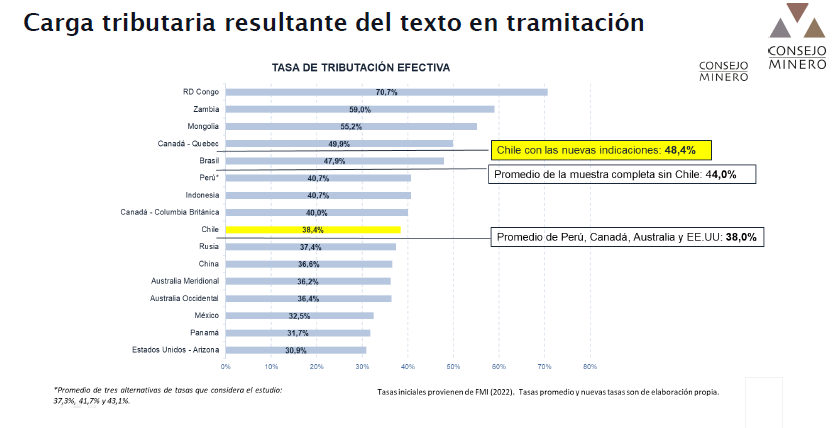 Carga tributaria resultante del texto en tramitación
CONSEJO
MINERO
CONSEJO
MINERO
TASA DE TRIBUTACIÓN EFECTIVA
RD Congo 70,7%
Zambia 59,0%
Mongolia 55,2%
Canadá - Quebec 49,9%
Chile con las nuevas indicaciones: 48,4%
Brasil 47,9%
Promedio de la muestra completa sin Chile: 44,0%
Perú* 40,7%
Indonesia 40,7%
Canadá - Columbia Británica 40,0%
Chile 38,4%
Promedio de Perú, Canadá, Australia y EE.UU: 38,0%
Rusia 37,4%
China 36,6%
Australia Meridional 36,2%
Australia Occidental 36,4%
México 32,5%
Panamá 31,7%
Estados Unidos - Arizona 30,9%
0% 10% 20% 30% 40% 50% 60% 70% 80%
*Promedio de tres alternativas de tasas que considera el estudio:
37,3%, 41,7% y 43,1%.
Tasas iniciales provienen de FMI (2022). Tasas promedio y nuevas tasas son de elaboración propia.